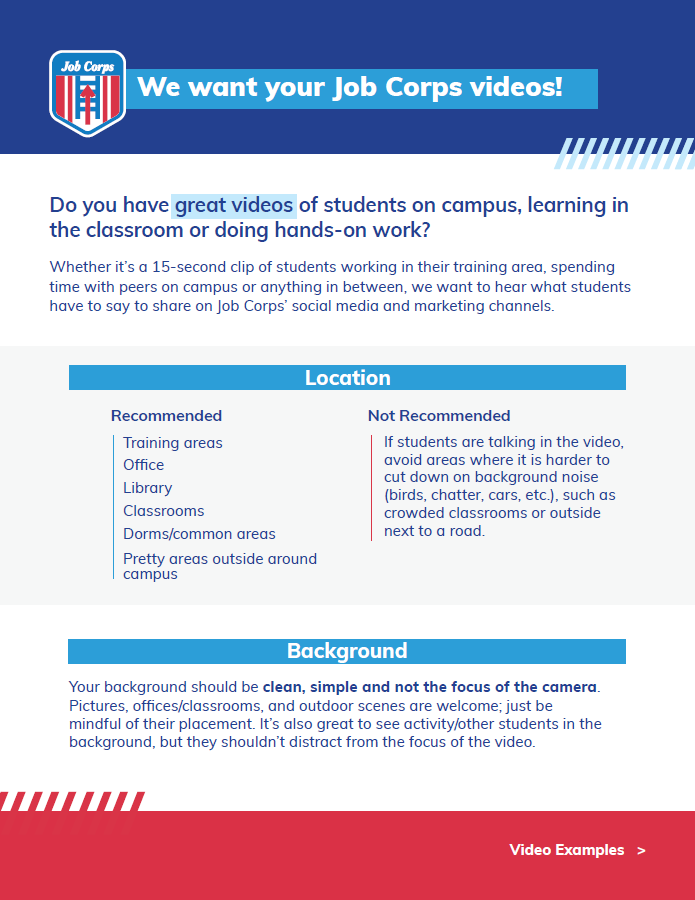 Job Corps
We want your Job Corps videos!
Do you have great videos of students on campus, learning in
the classroom or doing hands-on work?
Whether it’s a 15-second clip of students working in their training area, spending
time with peers on campus or anything in between, we want to hear what students
have to say to share on Job Corps’ social media and marketing channels.
Location
Recommended
Training areas
Office
Library
Classrooms
Dorms/common areas
Pretty areas outside around
campus
Not Recommended
If students are talking in the video,
avoid areas where it is harder to
cut down on background noise
(birds, chatter, cars, etc.), such as
crowded classrooms or outside
next to a road.
Background
Your background should be clean, simple and not the focus of the camera.
Pictures, offices/classrooms, and outdoor scenes are welcome; just be
mindful of their placement. It’s also great to see activity/other students in the
background, but they shouldn’t distract from the focus of the video.
Video Examples >